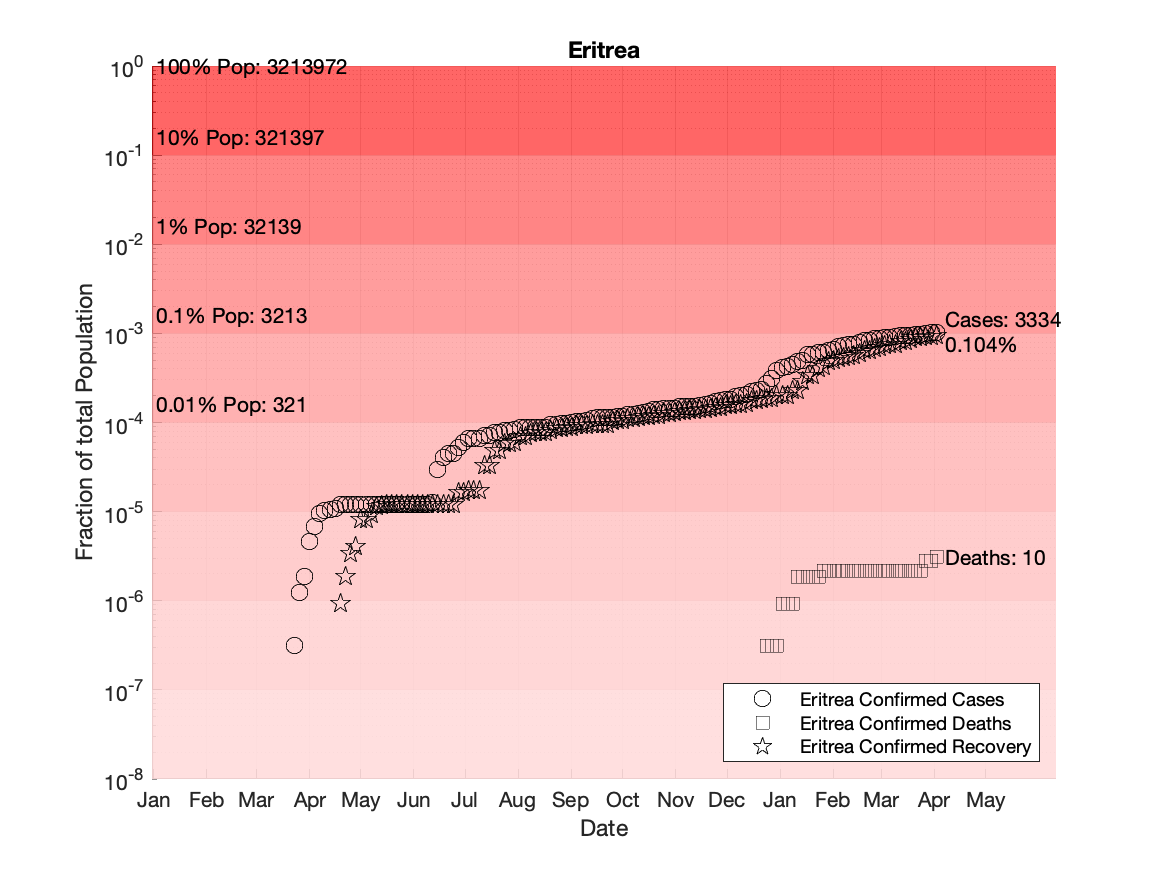 Eritrea
10^0
100% Pop: 3213972
10% Pop: 321397
10^-1
1% Pop: 32139
10^-2
0.1% Pop: 3213
10^-3
Cases: 3334
0.104%
0.01% Pop: 321
10^-4
10^-5
Deaths: 10
10^-6
10^-7
10^-8
Fraction of total Population
Eritrea Confirmed Cases
Eritrea Confirmed Deaths
Eritrea Confirmed Recovery
Jan Feb Mar Apr May Jun Jul Aug Sep Oct Nov Dec Jan Feb Mar Apr May
Date